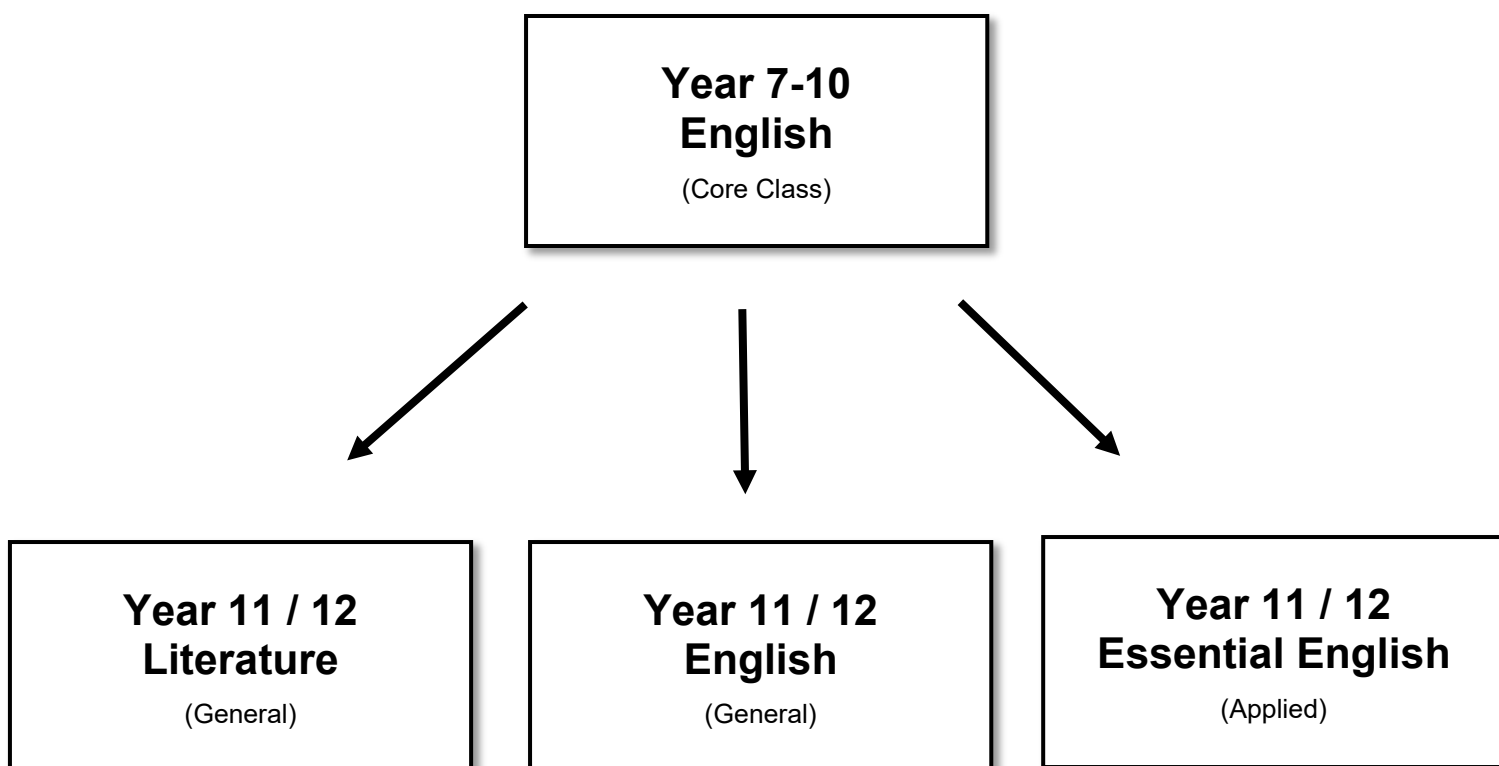 Year 7-10
English
(Core Class)
Year 11 / 12
Literature
(General)
Year 11 / 12
English
(General)
Year 11 / 12
Essential English
(Applied)